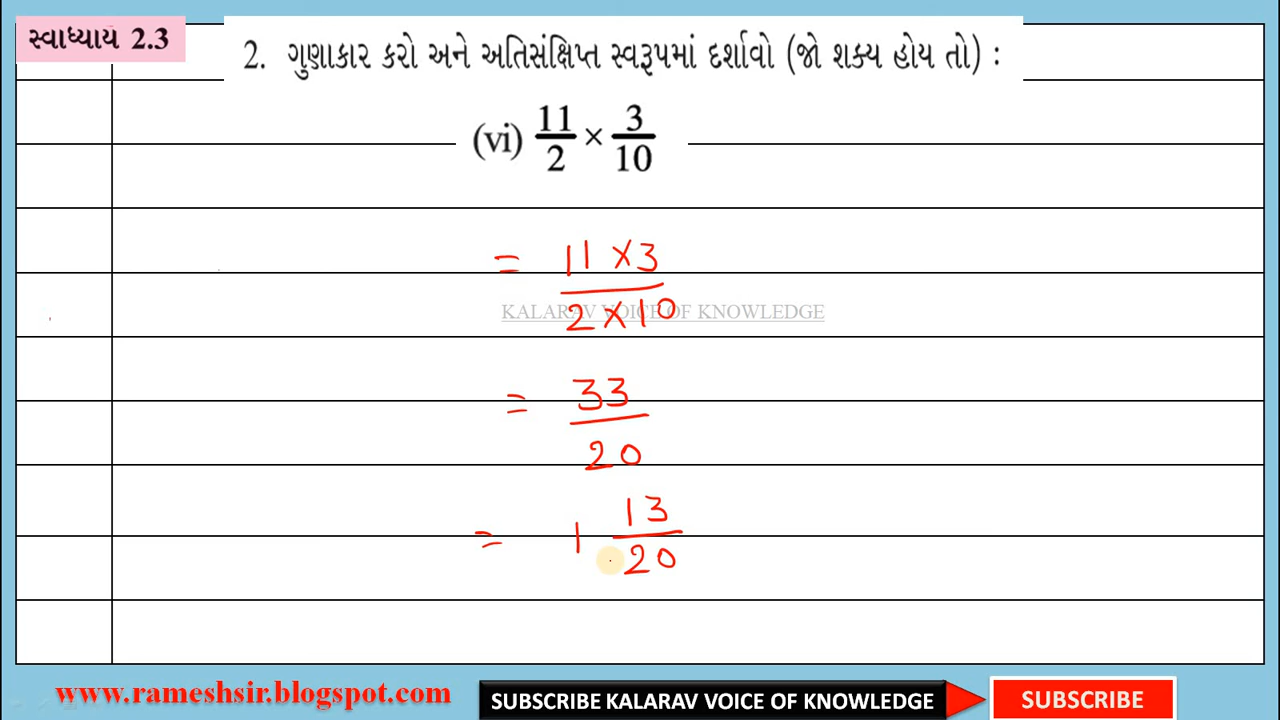 સ્વાધ્યાય 2.3
2. ગુણાકાર કરો અને અતિસંક્ષિપ્ત સ્વરૂપમાં દર્શાવો (જો શક્ય હોય તો) :
(vi) 11/2 × 3/10
= 11 × 3 / 2 × 10
KALARAV VOICE OF KNOWLEDGE
= 33/20
= 1 13/20
www.rameshsir.blogspot.com
SUBSCRIBE KALARAV VOICE OF KNOWLEDGE
SUBSCRIBE